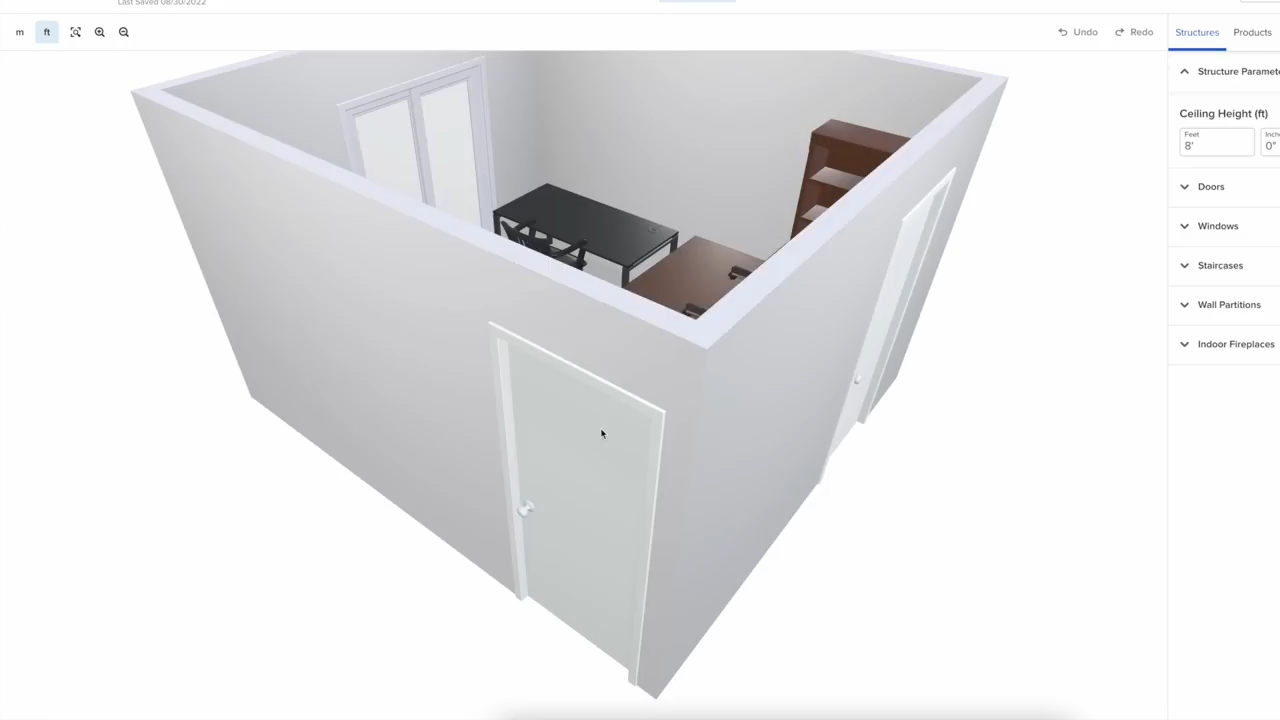 Last Saved 08/30/2022
m
ft
Undo
Redo
Structures
Products
Structure Paramete
Ceiling Height (ft)
Feet
8'
Inche
0"
Doors
Windows
Staircases
Wall Partitions
Indoor Fireplaces